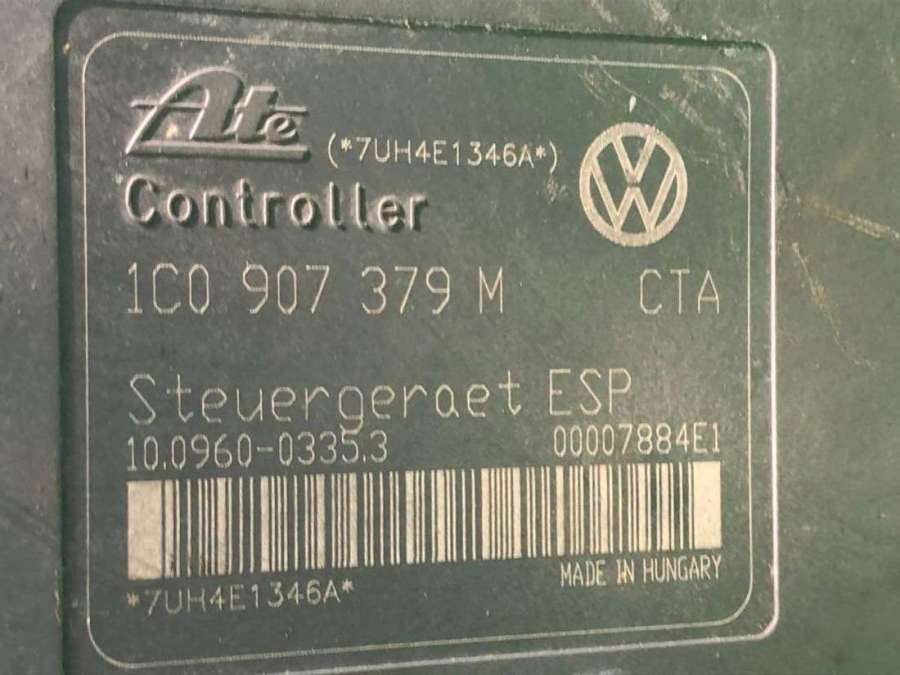 Ate (*7UH4E1346A*)
Controller
1C0 907 379 M CTA
Steuergeraet ESP
10.0960-0335.3 00007884E1
*7UH4E1346A*
MADE IN HUNGARY